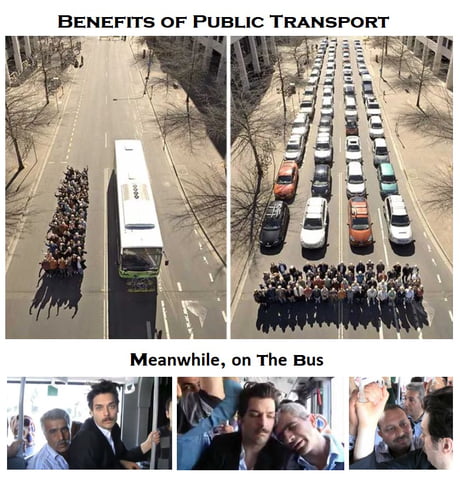 Benefits of Public Transport
Meanwhile, on The Bus